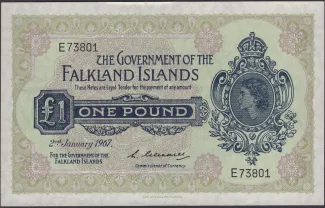 E73801
THE GOVERNMENT OF THE
FALKLAND ISLANDS
These Notes are Legal Tender for the payment of any amount
£1
ONE POUND
2nd January 1967.
FOR THE GOVERNMENT OF THE
FALKLAND ISLANDS
Commissioner of Currency
E73801